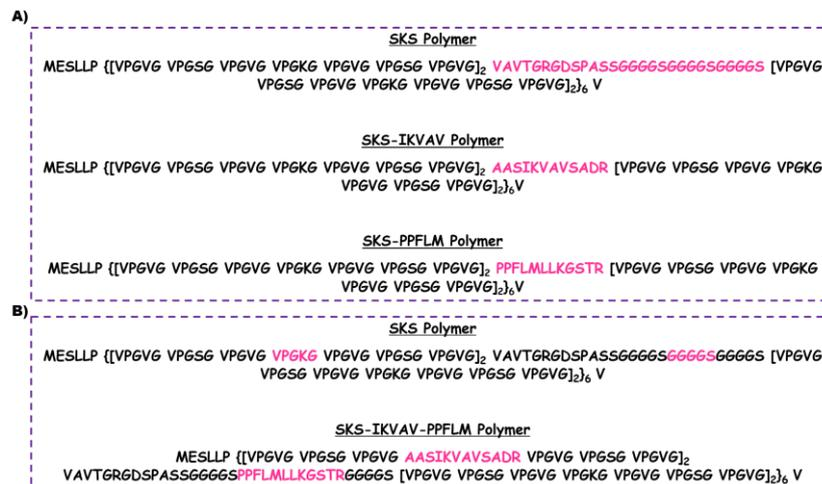 A)
SKS Polymer
MESLLP {[VPGVG VPGSG VPGVG VPGKG VPGVG VPGSG VPGVG]2 VAVTGRGDSPASSGGGGSGGGGSGGGGS [VPGVG
VPGSG VPGVG VPGKG VPGVG VPGSG VPGVG]2}6 V
SKS-IKVAV Polymer
MESLLP {[VPGVG VPGSG VPGVG VPGKG VPGVG VPGSG VPGVG]2 AASIKVAVSADR [VPGVG VPGSG VPGVG VPGKG
VPGVG VPGSG VPGVG]2}6V
SKS-PPFLM Polymer
MESLLP {[VPGVG VPGSG VPGVG VPGKG VPGVG VPGSG VPGVG]2 PPFLMLLKGSTR [VPGVG VPGSG VPGVG VPGKG
VPGVG VPGSG VPGVG]2}6V
B)
SKS Polymer
MESLLP {[VPGVG VPGSG VPGVG VPGKG VPGVG VPGSG VPGVG]2 VAVTGRGDSPASSGGGGSGGGGSGGGGS [VPGVG
VPGSG VPGVG VPGKG VPGVG VPGSG VPGVG]2}6 V
SKS-IKVAV-PPFLM Polymer
MESLLP {[VPGVG VPGSG VPGVG AASIKVAVSADR VPGVG VPGSG VPGVG]2
VAVTGRGDSPASSGGGGSPPFLMLLKGSTRGGGGS [VPGVG VPGSG VPGVG VPGKG VPGVG VPGSG VPGVG]2}6 V